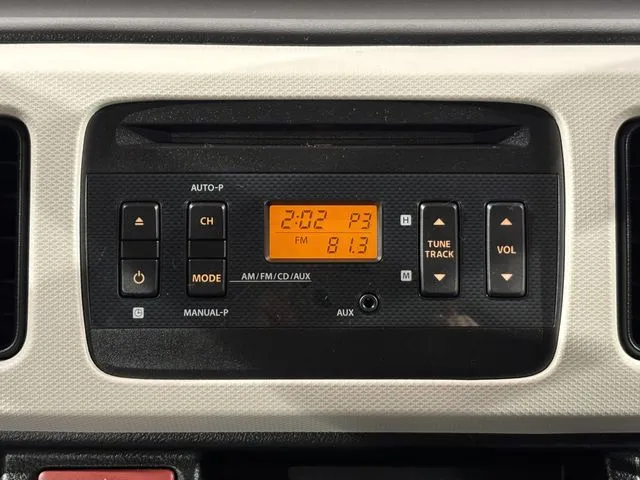 AUTO-P
CH
MODE
AM/FM/CD/AUX
MANUAL-P
2:02 P3
FM 81.3
H
M
AUX
TUNE
TRACK
VOL